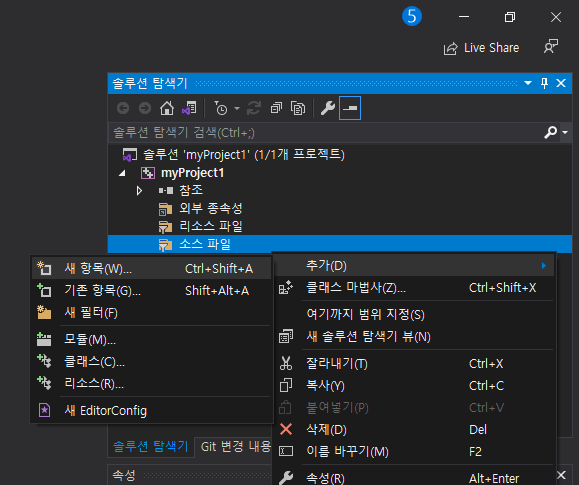 5
Live Share
솔루션 탐색기
솔루션 탐색기 검색(Ctrl+;)
솔루션 'myProject1' (1/1개 프로젝트)
myProject1
참조
외부 종속성
리소스 파일
소스 파일
새 항목(W)... Ctrl+Shift+A
기존 항목(G)... Shift+Alt+A
새 필터(F)
모듈(M)...
클래스(C)...
리소스(R)...
새 EditorConfig
추가(D)
클래스 마법사(Z)... Ctrl+Shift+X
여기까지 범위 지정(S)
새 솔루션 탐색기 뷰(N)
잘라내기(T) Ctrl+X
복사(Y) Ctrl+C
붙여넣기(P) Ctrl+V
삭제(D) Del
이름 바꾸기(M) F2
속성(R) Alt+Enter
솔루션 탐색기 Git 변경 내용
속성